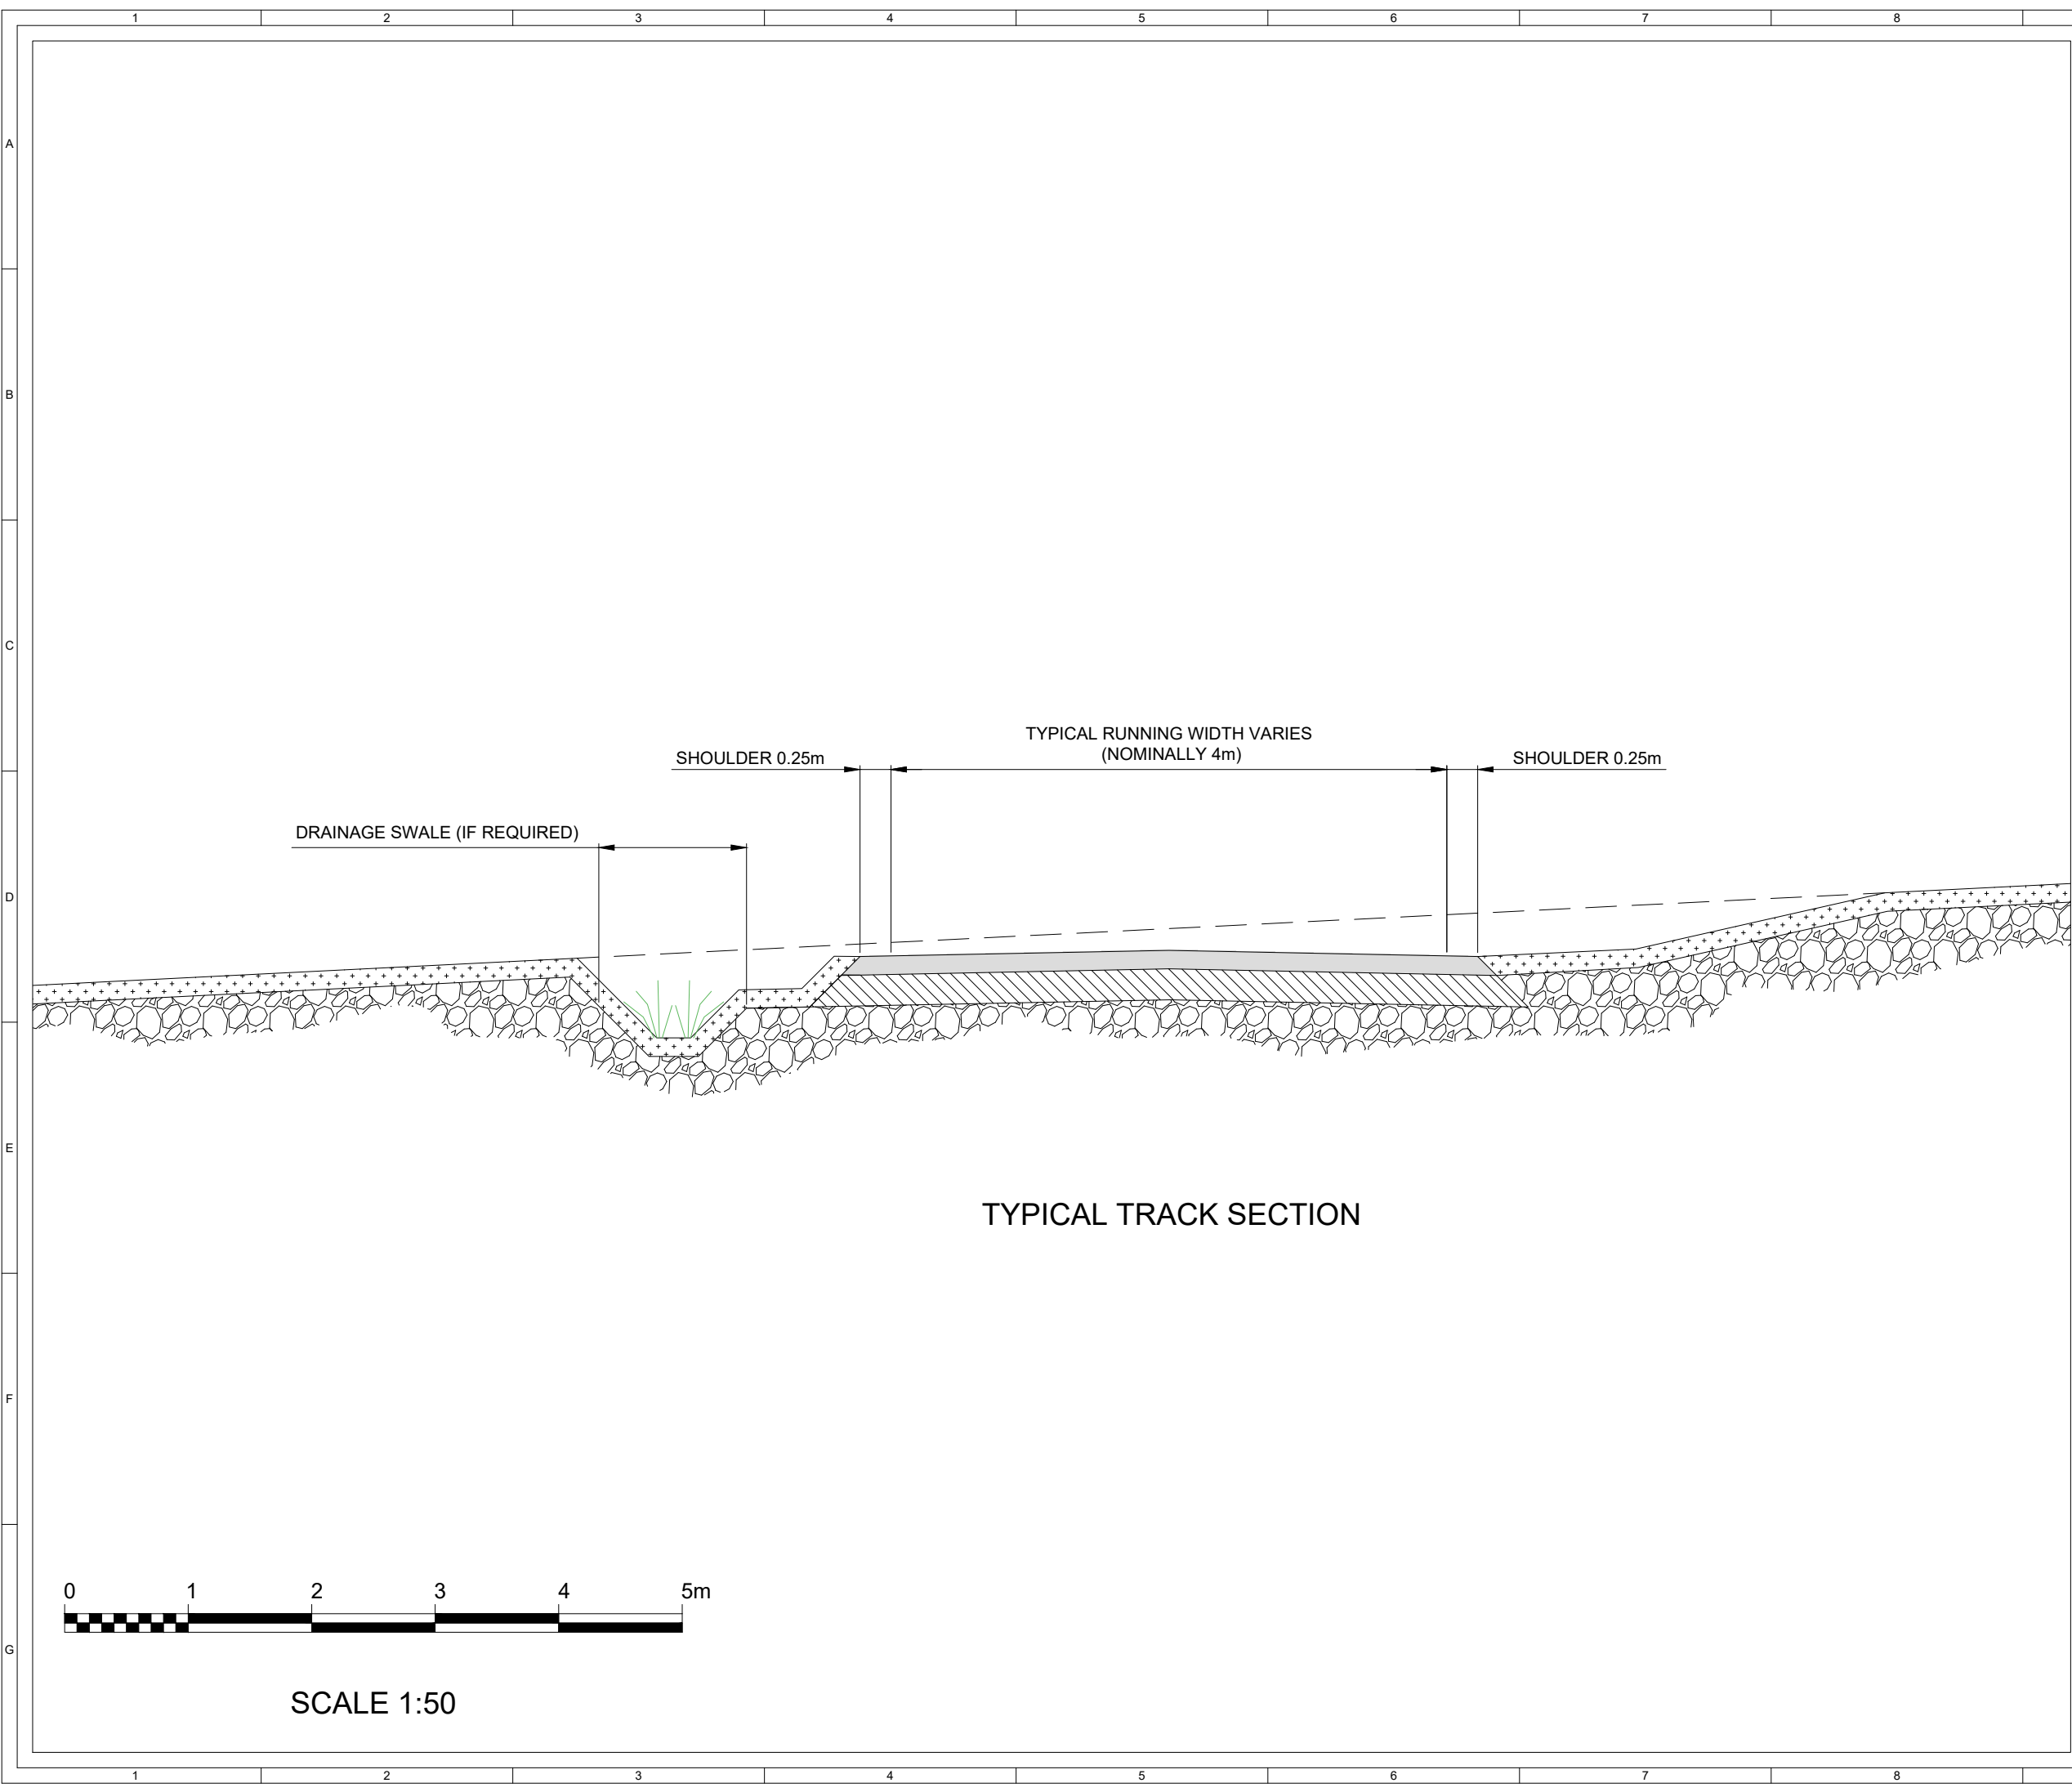 1 2 3 4 5 6 7 8
A
B
C
TYPICAL RUNNING WIDTH VARIES
(NOMINALLY 4m)
SHOULDER 0.25m
SHOULDER 0.25m
DRAINAGE SWALE (IF REQUIRED)
D
E
TYPICAL TRACK SECTION
F
0 1 2 3 4 5m
G
SCALE 1:50
1 2 3 4 5 6 7 8